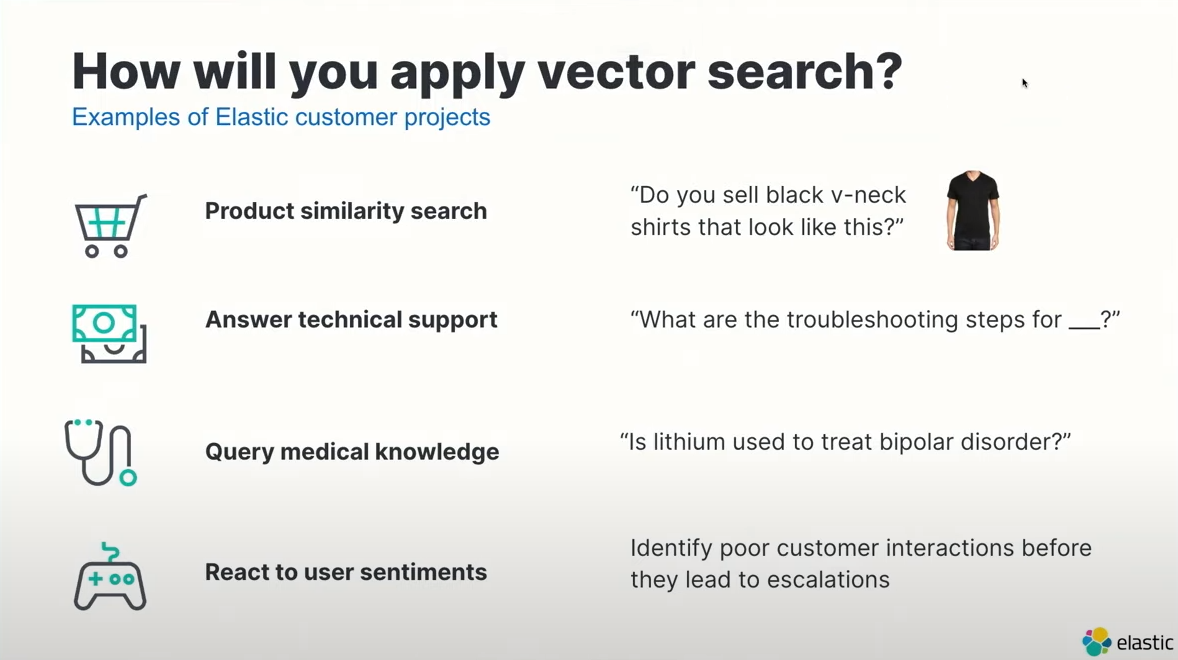 How will you apply vector search?
Examples of Elastic customer projects
Product similarity search
“Do you sell black v-neck
shirts that look like this?”
Answer technical support
“What are the troubleshooting steps for ___?”
Query medical knowledge
“Is lithium used to treat bipolar disorder?”
React to user sentiments
Identify poor customer interactions before
they lead to escalations
elastic